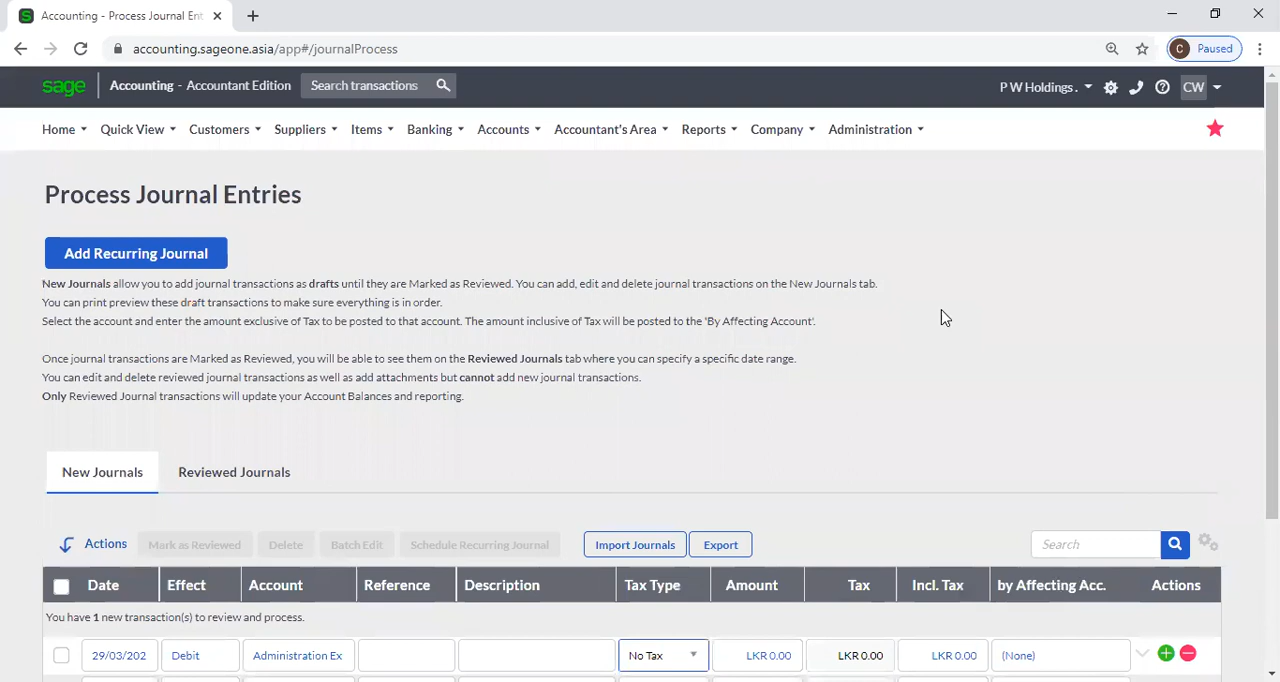 Accounting - Process Journal Ent
accounting.sageone.asia/app#/journalProcess
C Paused
sage Accounting - Accountant Edition Search transactions P W Holdings . CW
Home Quick View Customers Suppliers Items Banking Accounts Accountant's Area Reports Company Administration
Process Journal Entries
Add Recurring Journal
New Journals allow you to add journal transactions as drafts until they are Marked as Reviewed. You can add, edit and delete journal transactions on the New Journals tab.
You can print preview these draft transactions to make sure everything is in order.
Select the account and enter the amount exclusive of Tax to be posted to that account. The amount inclusive of Tax will be posted to the 'By Affecting Account'.
Once journal transactions are Marked as Reviewed, you will be able to see them on the Reviewed Journals tab where you can specify a specific date range.
You can edit and delete reviewed journal transactions as well as add attachments but cannot add new journal transactions.
Only Reviewed Journal transactions will update your Account Balances and reporting.
New Journals Reviewed Journals
Actions Mark as Reviewed Delete Batch Edit Schedule Recurring Journal Import Journals Export Search
Date Effect Account Reference Description Tax Type Amount Tax Incl. Tax by Affecting Acc. Actions
You have 1 new transaction(s) to review and process.
29/03/202 Debit Administration Ex No Tax LKR 0.00 LKR 0.00 LKR 0.00 (None)